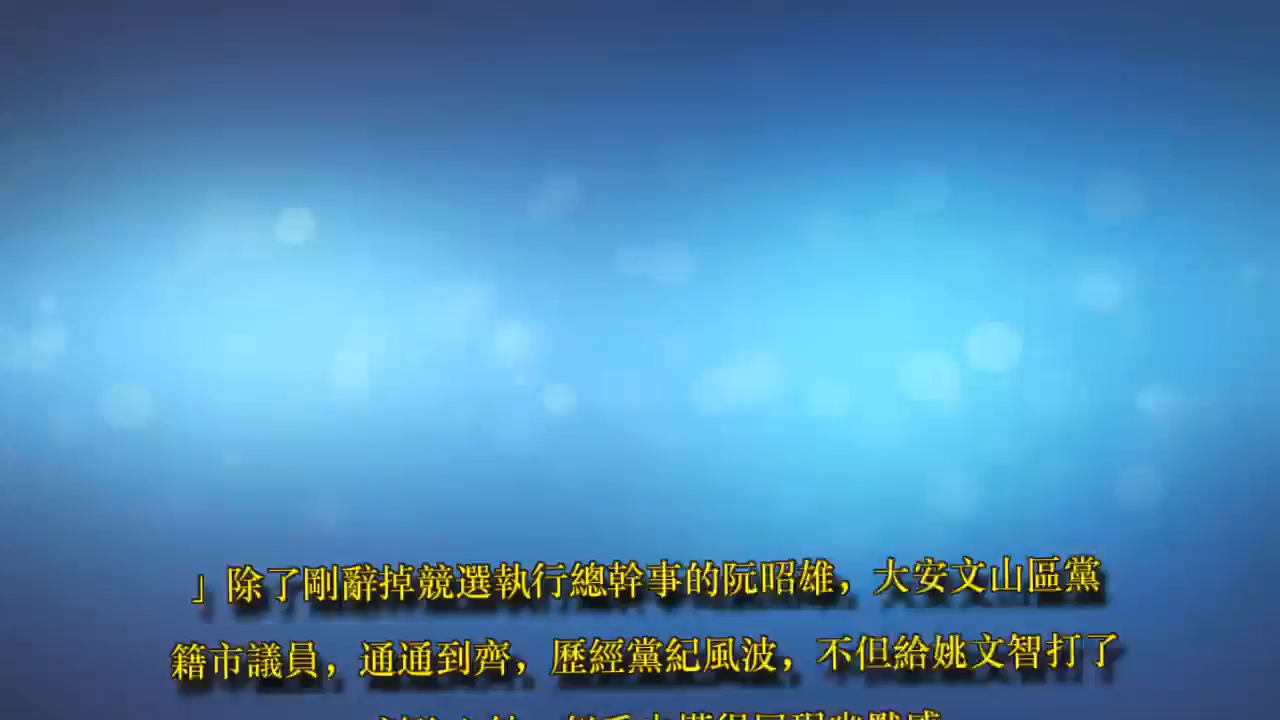 」除了剛辭掉競選執行總幹事的阮昭雄，大安文山區黨
籍市議員，通通到齊，歷經黨紀風波，不但給姚文智打了